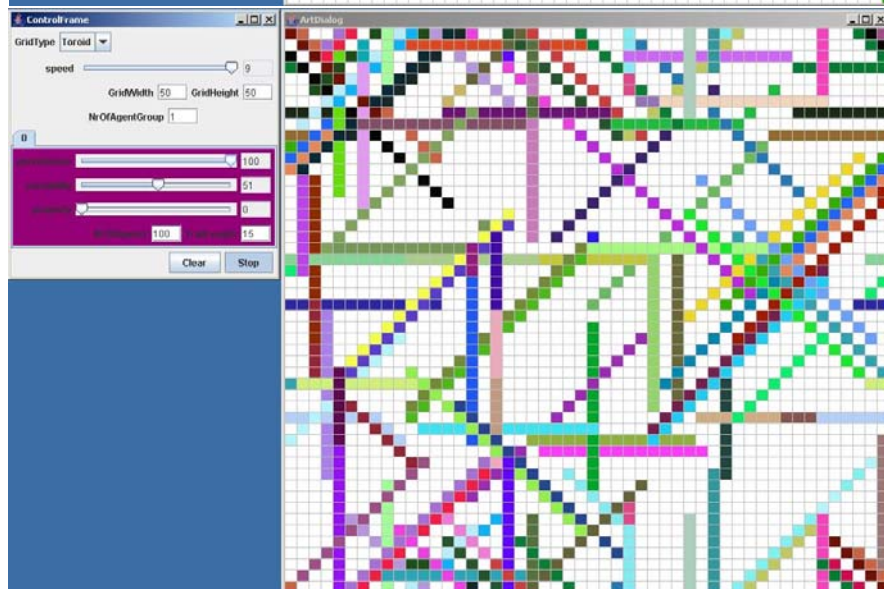 ControlFrame
ArtDialog
GridType Toroid
speed 9
GridWidth 50 GridHeight 50
NrOfAgentGroup 1
0
100
51
0
100 15
Clear Stop